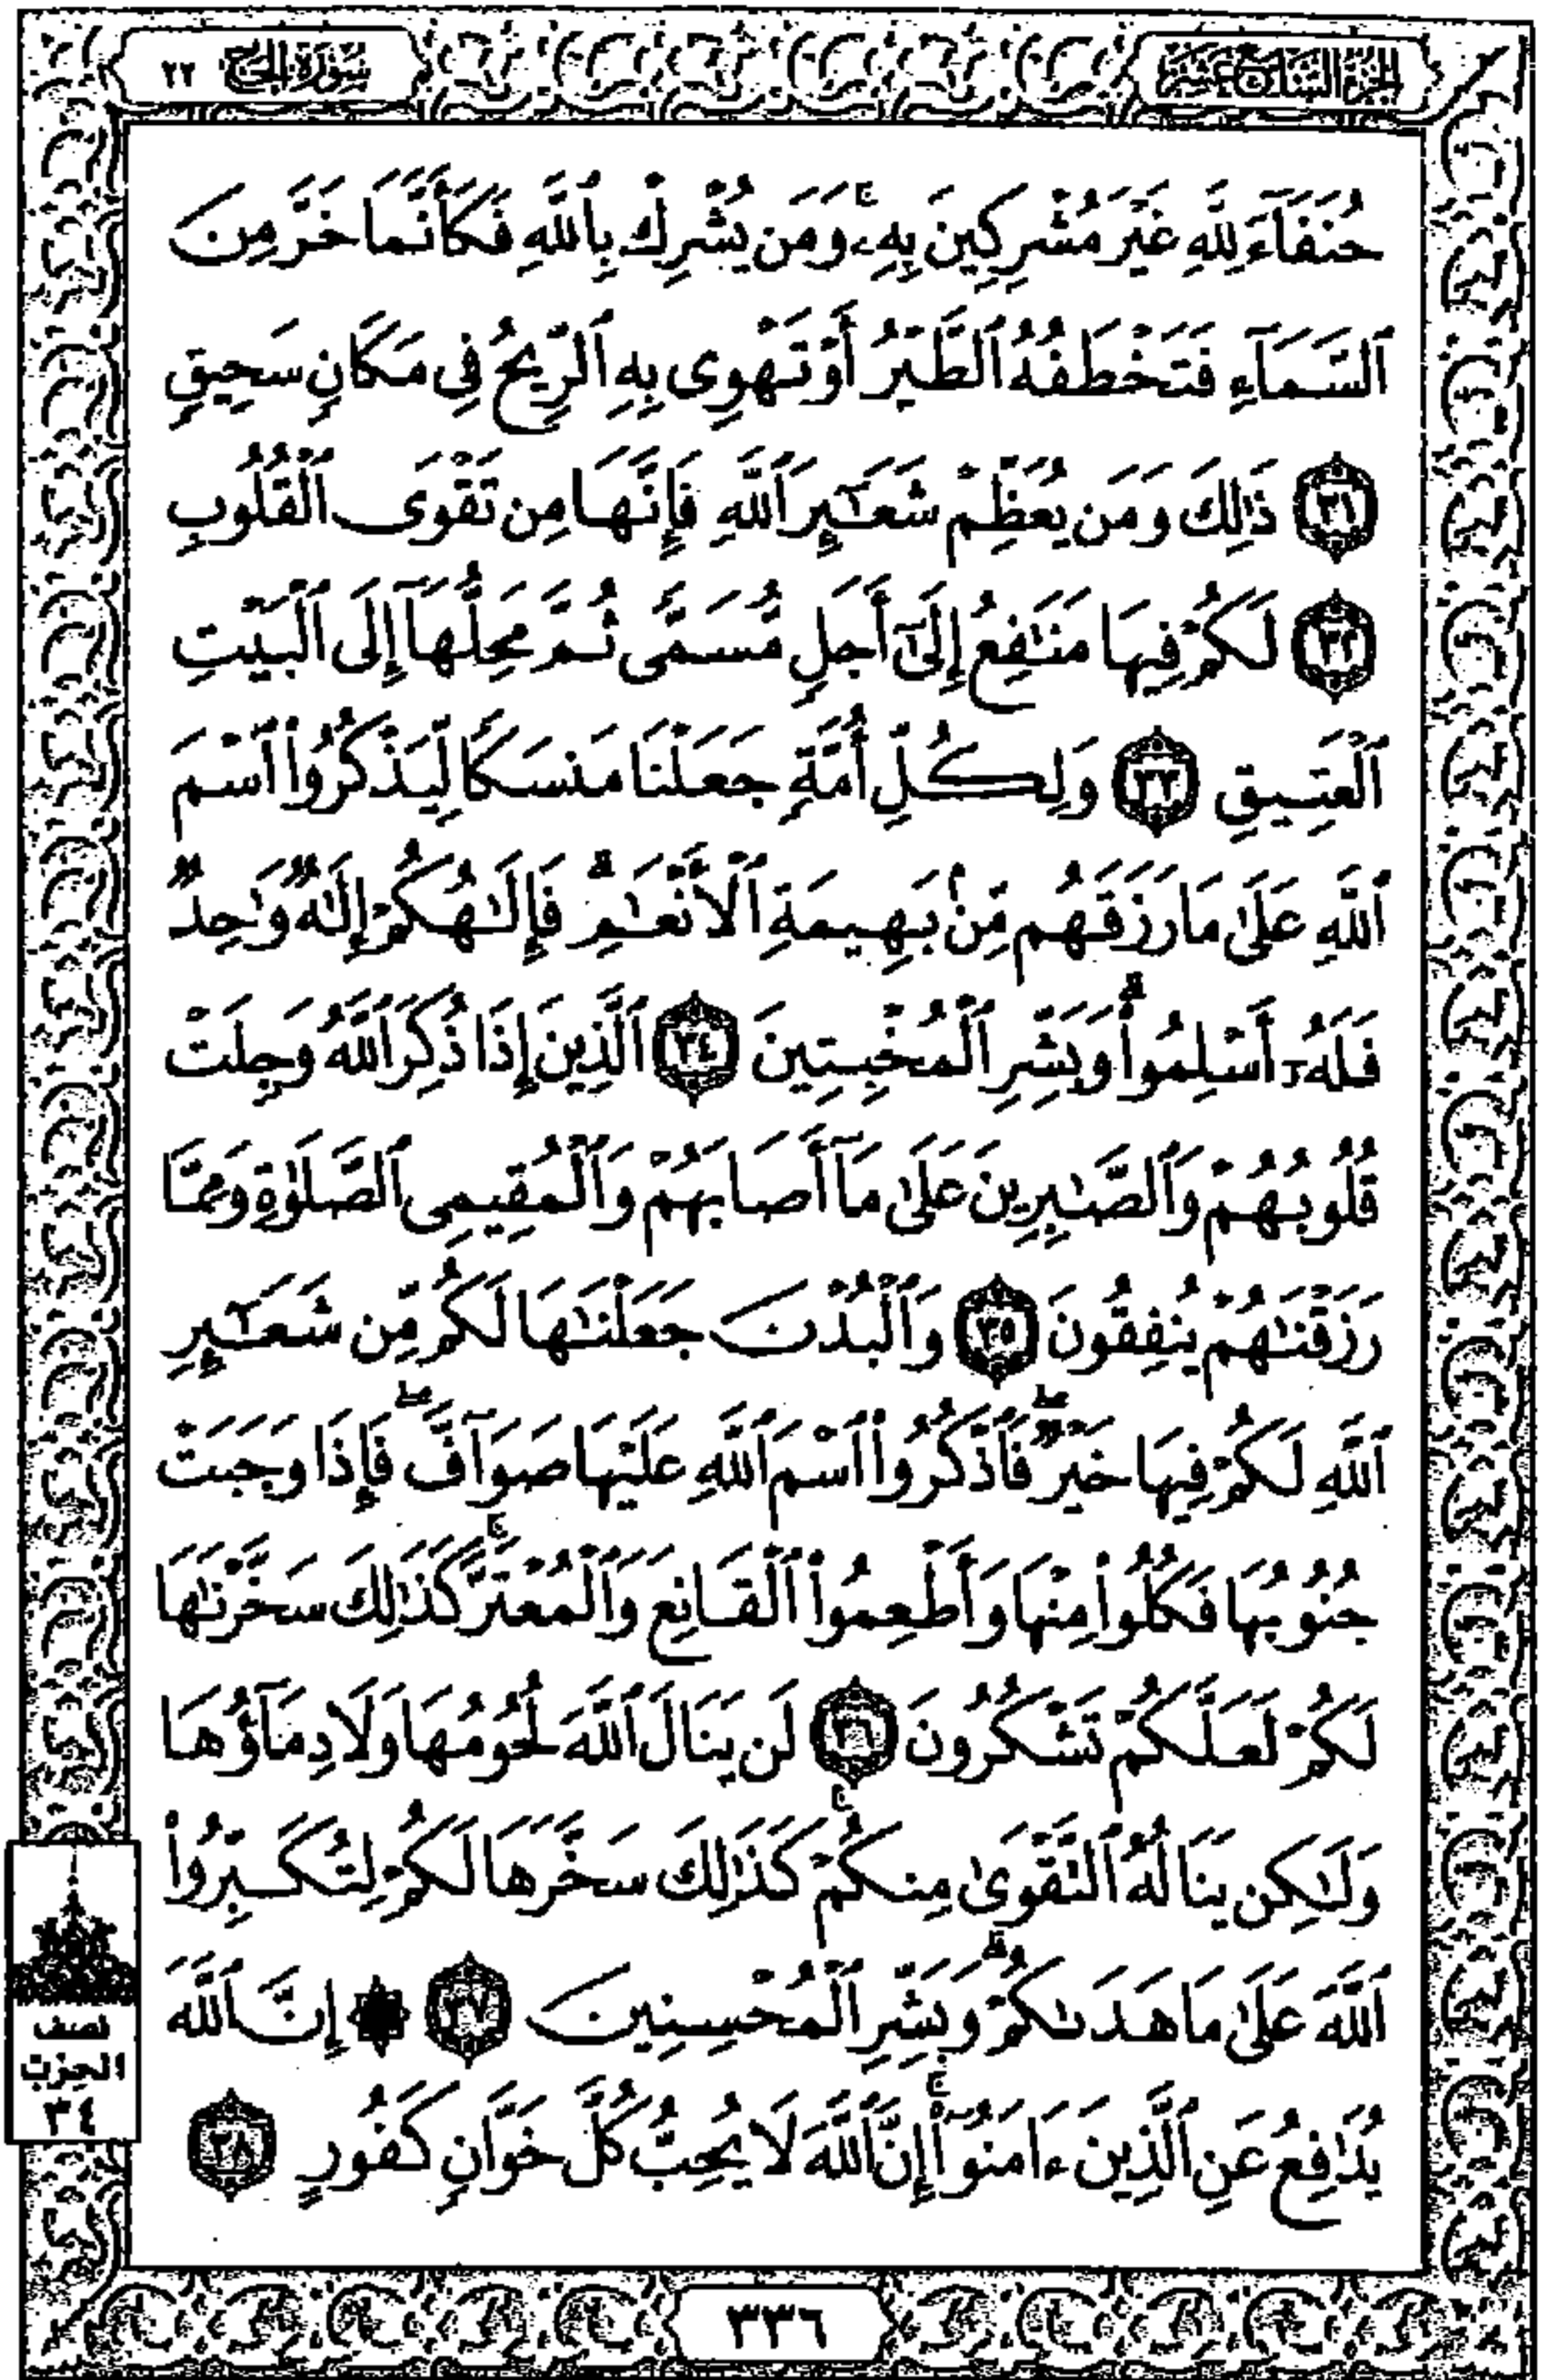 الجزء السابع عشر
سورة الحج ٢٢
حُنَفَآءَ لِلَّهِ غَيْرَ مُشْرِكِينَ بِهِۦۚ وَمَن يُشْرِكْ بِٱللَّهِ فَكَأَنَّمَا خَرَّ مِنَ
ٱلسَّمَآءِ فَتَخْطَفُهُ ٱلطَّيْرُ أَوْ تَهْوِى بِهِ ٱلرِّيحُ فِى مَكَانٍ سَحِيقٍ
٣١ ذَٰلِكَ وَمَن يُعَظِّمْ شَعَٰٓئِرَ ٱللَّهِ فَإِنَّهَا مِن تَقْوَى ٱلْقُلُوبِ
٣٢ لَكُمْ فِيهَا مَنَٰفِعُ إِلَىٰٓ أَجَلٍ مُّسَمًّى ثُمَّ مَحِلُّهَآ إِلَى ٱلْبَيْتِ
ٱلْعَتِيقِ ٣٣ وَلِكُلِّ أُمَّةٍ جَعَلْنَا مَنسَكًا لِّيَذْكُرُوا۟ ٱسْمَ
ٱللَّهِ عَلَىٰ مَا رَزَقَهُم مِّنۢ بَهِيمَةِ ٱلْأَنْعَٰمِۗ فَإِلَٰهُكُمْ إِلَٰهٌ وَٰحِدٌ
فَلَهُۥٓ أَسْلِمُوا۟ۗ وَبَشِّرِ ٱلْمُخْبِتِينَ ٣٤ ٱلَّذِينَ إِذَا ذُكِرَ ٱللَّهُ وَجِلَتْ
قُلُوبُهُمْ وَٱلصَّٰبِرِينَ عَلَىٰ مَآ أَصَابَهُمْ وَٱلْمُقِيمِى ٱلصَّلَوٰةِ وَمِمَّا
رَزَقْنَٰهُمْ يُنفِقُونَ ٣٥ وَٱلْبُدْنَ جَعَلْنَٰهَا لَكُم مِّن شَعَٰٓئِرِ
ٱللَّهِ لَكُمْ فِيهَا خَيْرٌۖ فَٱذْكُرُوا۟ ٱسْمَ ٱللَّهِ عَلَيْهَا صَوَآفَّۖ فَإِذَا وَجَبَتْ
جُنُوبُهَا فَكُلُوا۟ مِنْهَا وَأَطْعِمُوا۟ ٱلْقَانِعَ وَٱلْمُعْتَرَّۚ كَذَٰلِكَ سَخَّرْنَٰهَا
لَكُمْ لَعَلَّكُمْ تَشْكُرُونَ ٣٦ لَن يَنَالَ ٱللَّهَ لُحُومُهَا وَلَا دِمَآؤُهَا
وَلَٰكِن يَنَالُهُ ٱلتَّقْوَىٰ مِنكُمْۚ كَذَٰلِكَ سَخَّرَهَا لَكُمْ لِتُكَبِّرُوا۟
ٱللَّهَ عَلَىٰ مَا هَدَىٰكُمْۗ وَبَشِّرِ ٱلْمُحْسِنِينَ ٣٧ ۞ إِنَّ ٱللَّهَ
يُدَٰفِعُ عَنِ ٱلَّذِينَ ءَامَنُوٓا۟ۗ إِنَّ ٱللَّهَ لَا يُحِبُّ كُلَّ خَوَّانٍ كَفُورٍ ٣٨
نصف
الحزب
٣٤
٣٣٦